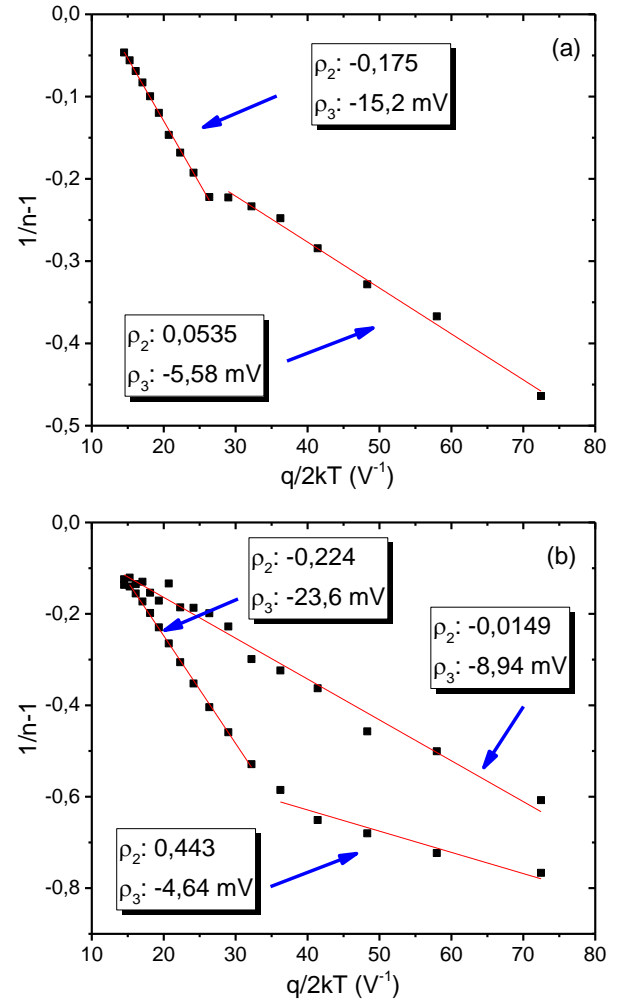 0,0
(a)
ρ2: -0,175
ρ3: -15,2 mV
-0,1
-0,2
1/n-1
-0,3
ρ2: 0,0535
ρ3: -5,58 mV
-0,4
-0,5
10 20 30 40 50 60 70 80
q/2kT (V⁻¹)
0,0
(b)
ρ2: -0,224
ρ3: -23,6 mV
-0,2
ρ2: -0,0149
ρ3: -8,94 mV
-0,4
1/n-1
-0,6
ρ2: 0,443
ρ3: -4,64 mV
-0,8
10 20 30 40 50 60 70 80
q/2kT (V⁻¹)